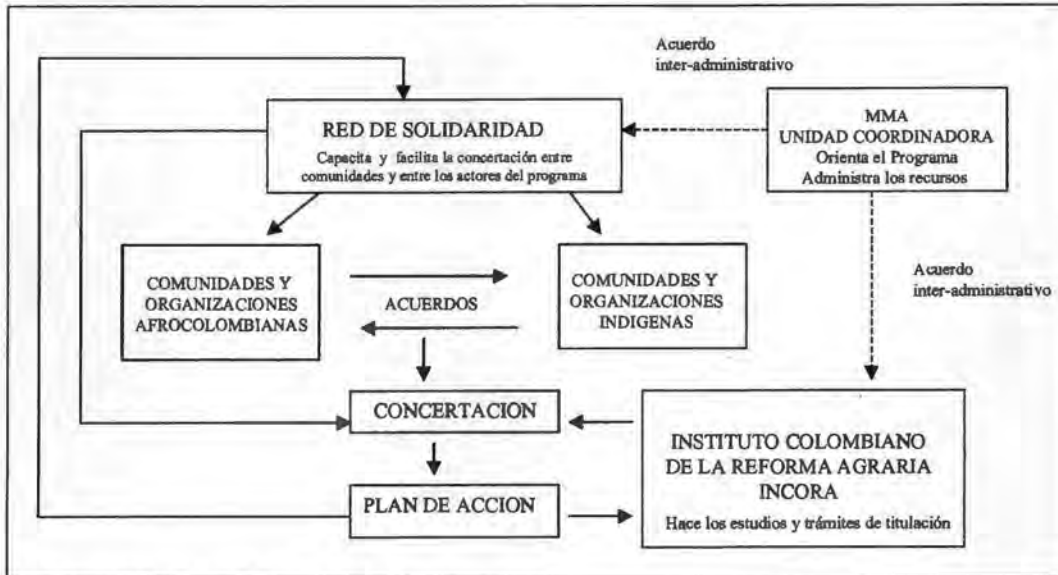 Acuerdo
inter-administrativo
RED DE SOLIDARIDAD
Capacita y facilita la concertación entre
comunidades y entre los actores del programa
MMA
UNIDAD COORDINADORA
Orienta el Programa
Administra los recursos
COMUNIDADES Y
ORGANIZACIONES
AFROCOLOMBIANAS
ACUERDOS
COMUNIDADES Y
ORGANIZACIONES
INDIGENAS
Acuerdo
inter-administrativo
CONCERTACION
INSTITUTO COLOMBIANO
DE LA REFORMA AGRARIA
INCORA
Hace los estudios y trámites de titulación
PLAN DE ACCION